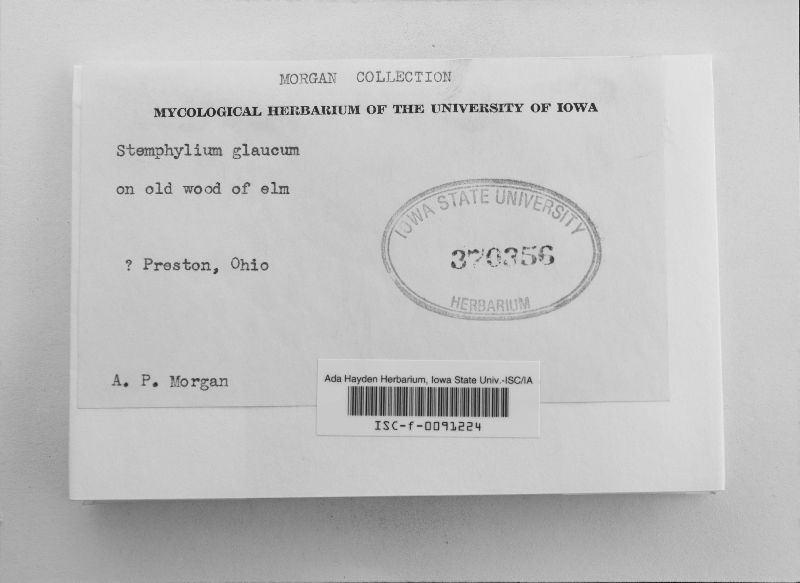 MORGAN COLLECTION
MYCOLOGICAL HERBARIUM OF THE UNIVERSITY OF IOWA
Stemphylium glaucum
on old wood of elm
IOWA STATE UNIVERSITY
370356
HERBARIUM
? Preston, Ohio
A. P. Morgan
Ada Hayden Herbarium, Iowa State Univ.-ISC/IA
ISC-f-0091224